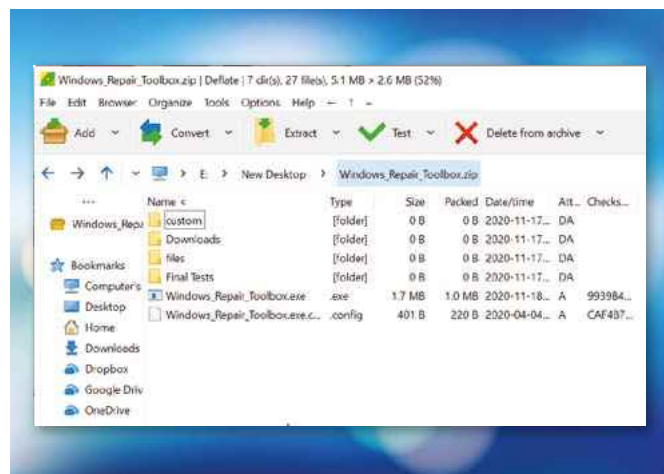 Windows_Repair_Toolbox.zip | Deflate | 7 dir(s), 27 file(s), 5.1 MB > 2.6 MB (52%)
File Edit Browser Organize Tools Options Help
Add Convert Extract Test Delete from archive
E: New Desktop Windows_Repair_Toolbox.zip
... Name < Type Size Packed Date/time Att... Checks...
Windows_Repa custom [folder] 0 B 0 B 2020-11-17... DA
Downloads [folder] 0 B 0 B 2020-11-17... DA
Bookmarks files [folder] 0 B 0 B 2020-11-17... DA
Computer's Final Tests [folder] 0 B 0 B 2020-11-17... DA
Desktop Windows_Repair_Toolbox.exe .exe 1.7 MB 1.0 MB 2020-11-18... A 993984...
Home Windows_Repair_Toolbox.exe.c... .config 401 B 220 B 2020-04-04... A CAF4B7...
Downloads
Dropbox
Google Driv
OneDrive